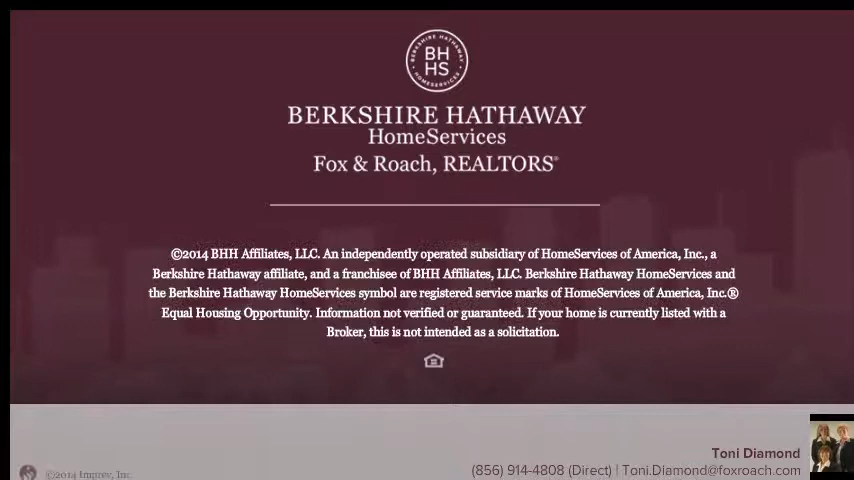 BERKSHIRE HATHAWAY
HOMESERVICES
BH
HS
BERKSHIRE HATHAWAY
HomeServices
Fox & Roach, REALTORS®
©2014 BHH Affiliates, LLC. An independently operated subsidiary of HomeServices of America, Inc., a
Berkshire Hathaway affiliate, and a franchisee of BHH Affiliates, LLC. Berkshire Hathaway HomeServices and
the Berkshire Hathaway HomeServices symbol are registered service marks of HomeServices of America, Inc.®
Equal Housing Opportunity. Information not verified or guaranteed. If your home is currently listed with a
Broker, this is not intended as a solicitation.
Toni Diamond
(856) 914-4808 (Direct) | Toni.Diamond@foxroach.com
©2014 Imprev, Inc.